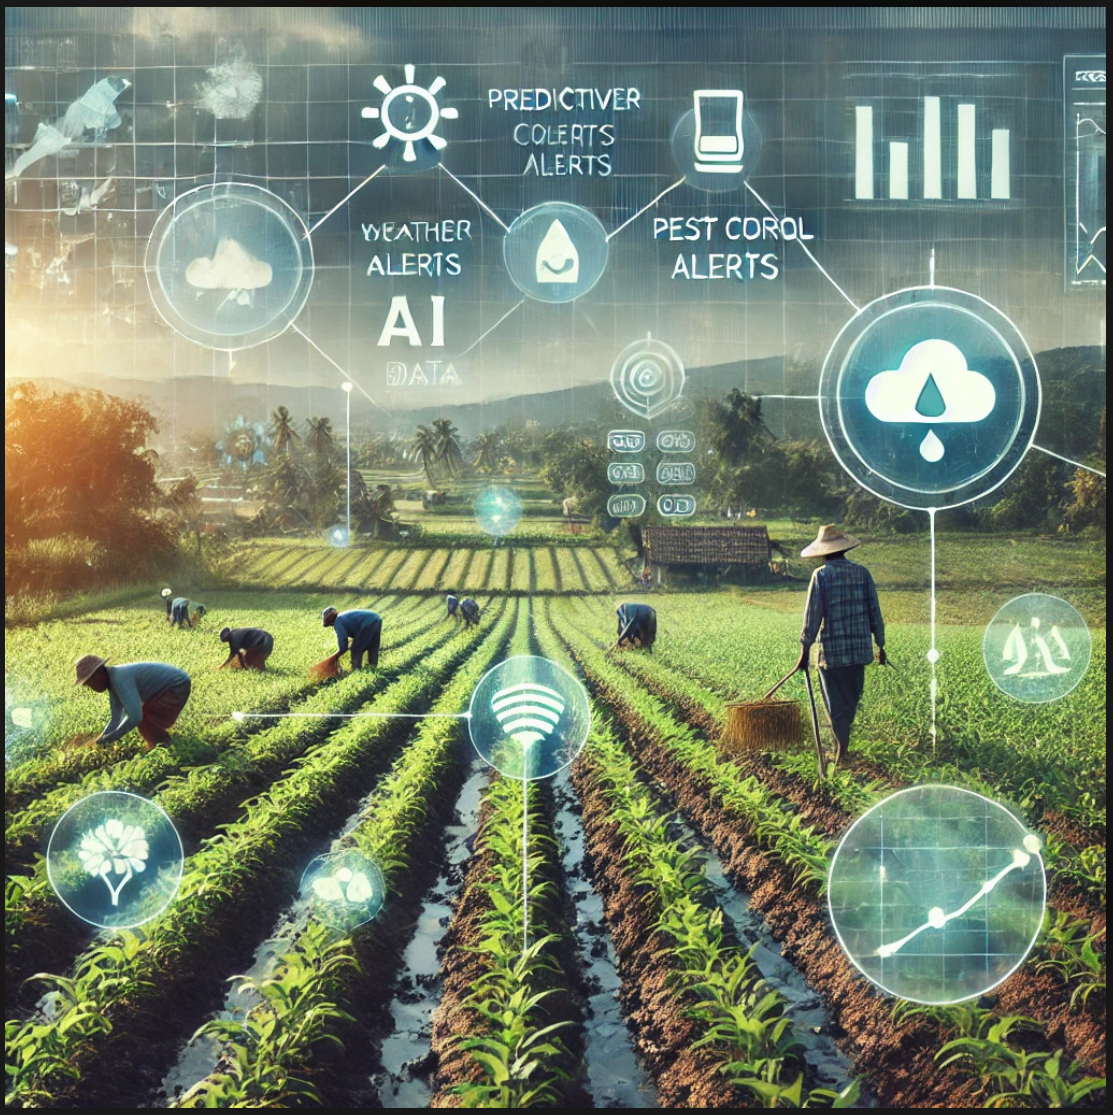 PREDICTIVER
COLERTS
ALERTS
WEATHER
ALERTS
PEST COROL
ALERTS
AI
DATA